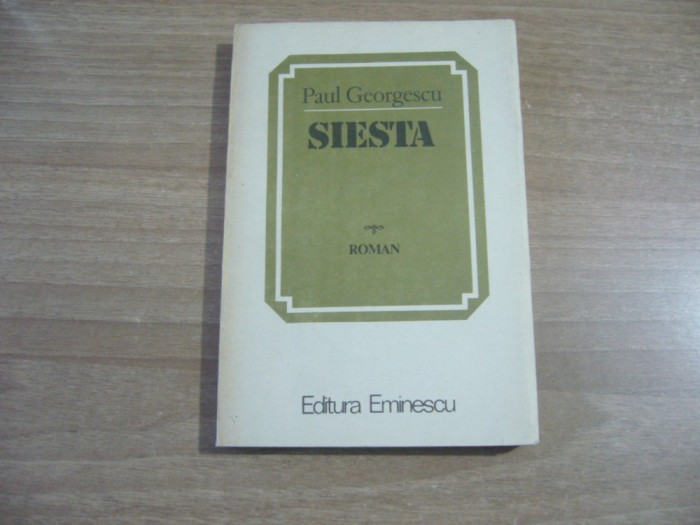 Paul Georgescu
SIESTA
ROMAN
Editura Eminescu